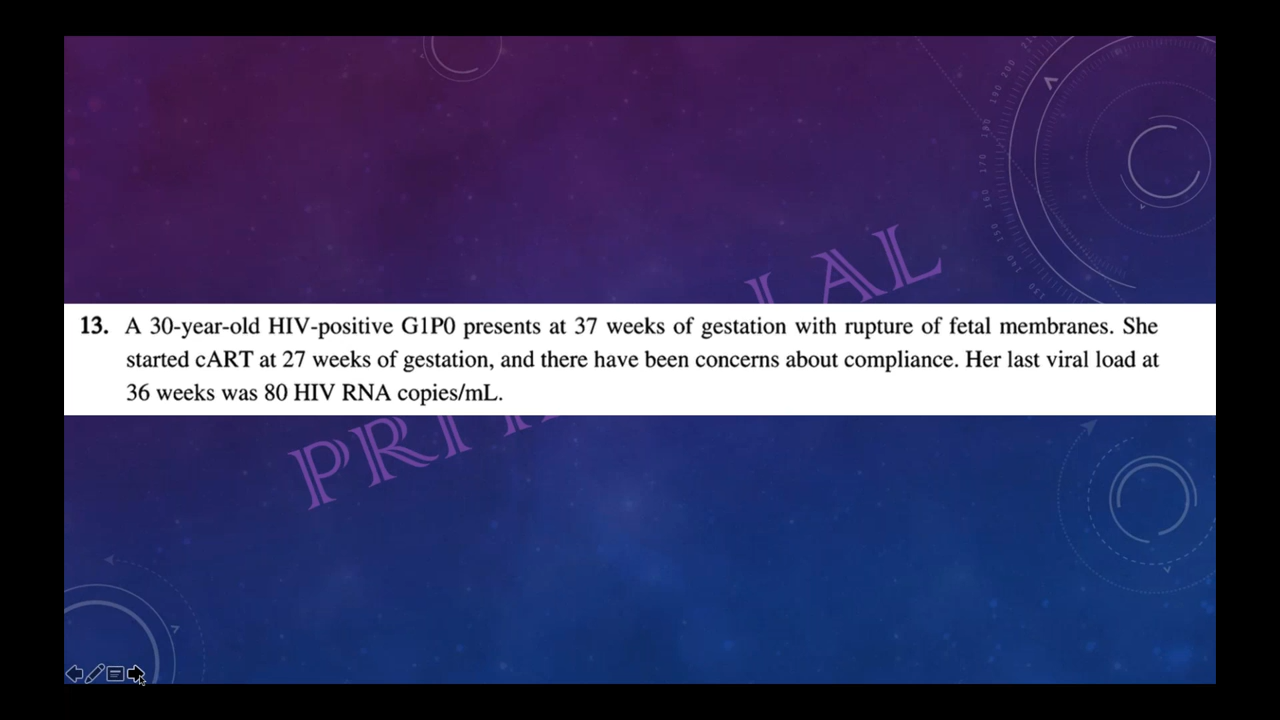 13. A 30-year-old HIV-positive G1P0 presents at 37 weeks of gestation with rupture of fetal membranes. She
started cART at 27 weeks of gestation, and there have been concerns about compliance. Her last viral load at
36 weeks was 80 HIV RNA copies/mL.